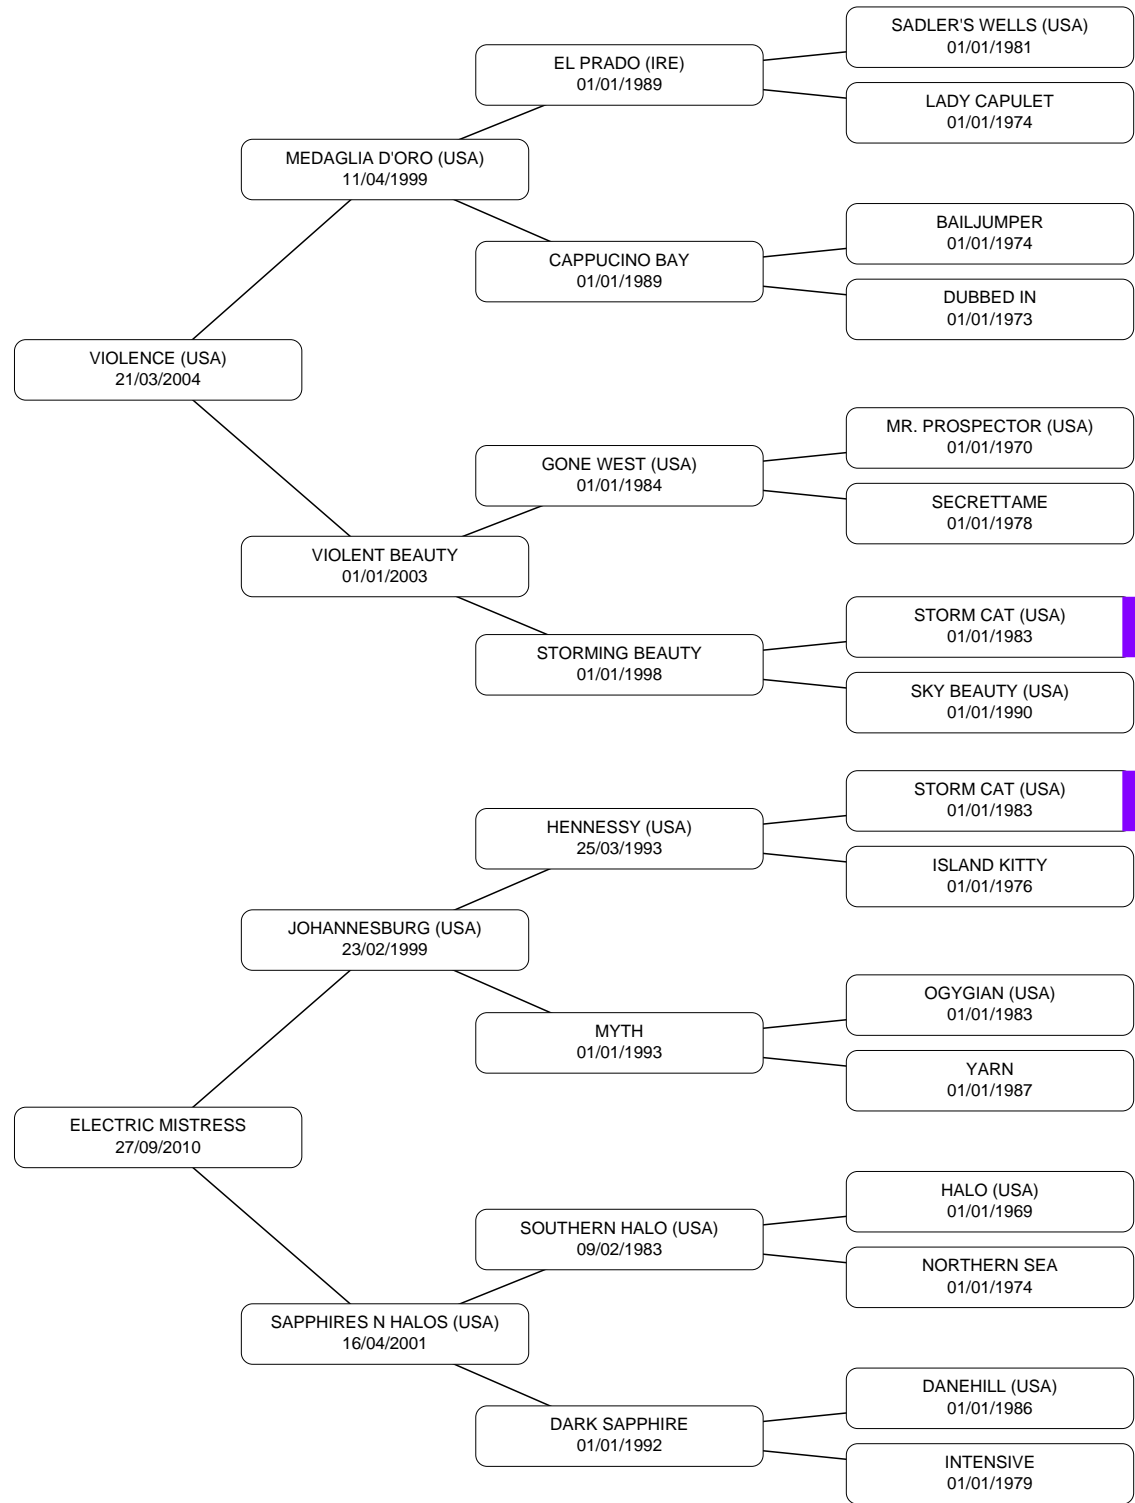 SADLER'S WELLS (USA)
01/01/1981
EL PRADO (IRE)
01/01/1989
LADY CAPULET
01/01/1974
MEDAGLIA D'ORO (USA)
11/04/1999
BAILJUMPER
01/01/1974
CAPPUCINO BAY
01/01/1989
DUBBED IN
01/01/1973
VIOLENCE (USA)
21/03/2004
MR. PROSPECTOR (USA)
01/01/1970
GONE WEST (USA)
01/01/1984
SECRETTAME
01/01/1978
VIOLENT BEAUTY
01/01/2003
STORM CAT (USA)
01/01/1983
STORMING BEAUTY
01/01/1998
SKY BEAUTY (USA)
01/01/1990
STORM CAT (USA)
01/01/1983
HENNESSY (USA)
25/03/1993
ISLAND KITTY
01/01/1976
JOHANNESBURG (USA)
23/02/1999
OGYGIAN (USA)
01/01/1983
MYTH
01/01/1993
YARN
01/01/1987
ELECTRIC MISTRESS
27/09/2010
HALO (USA)
01/01/1969
SOUTHERN HALO (USA)
09/02/1983
NORTHERN SEA
01/01/1974
SAPPHIRES N HALOS (USA)
16/04/2001
DANEHILL (USA)
01/01/1986
DARK SAPPHIRE
01/01/1992
INTENSIVE
01/01/1979